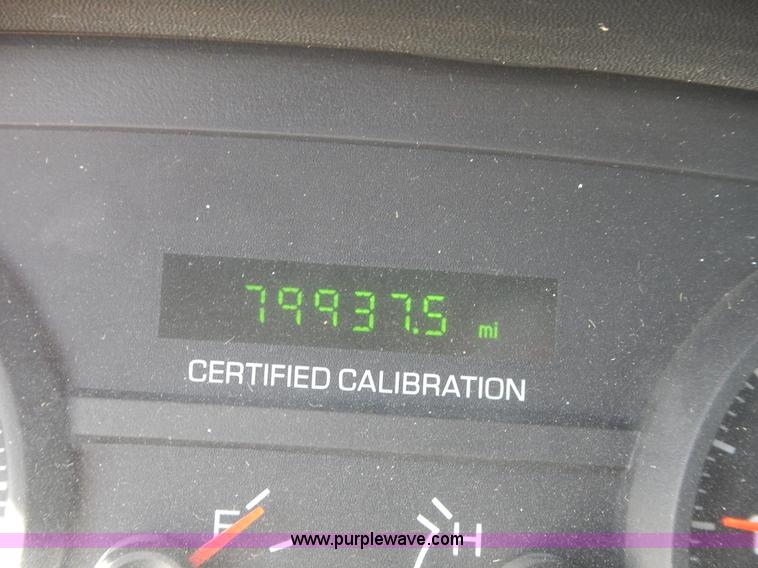 79937.5 mi
CERTIFIED CALIBRATION
F H
www.purplewave.com